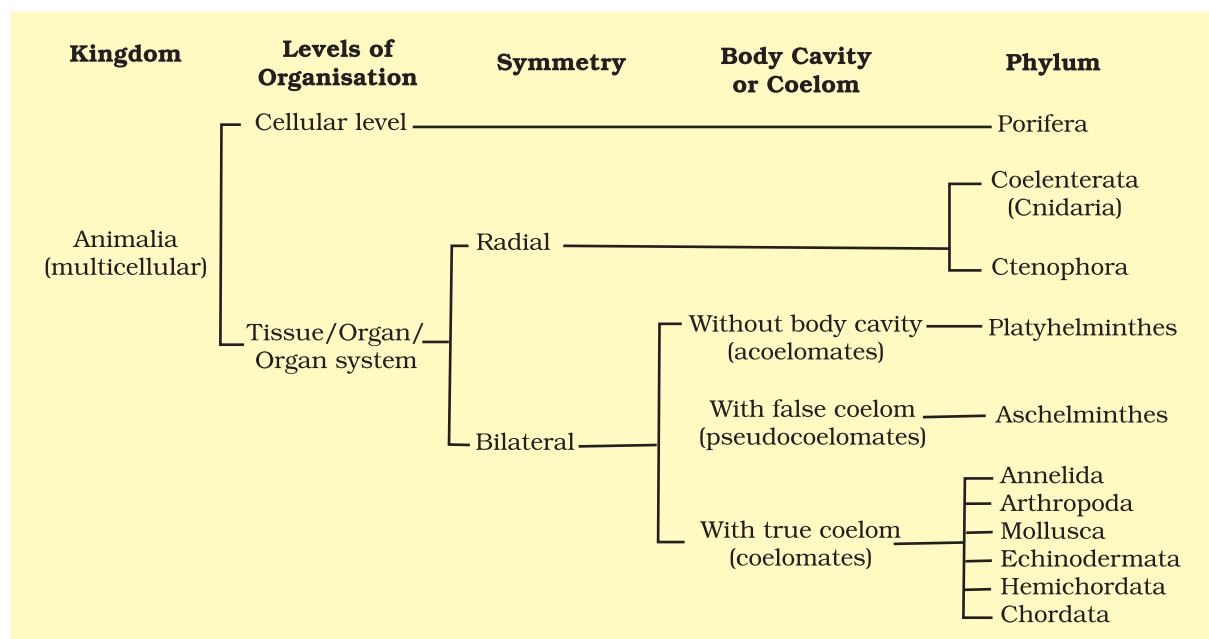 Kingdom
Levels of
Organisation
Symmetry
Body Cavity
or Coelom
Phylum
Cellular level
Porifera
Coelenterata
(Cnidaria)
Animalia
(multicellular)
Radial
Ctenophora
Tissue/Organ/
Organ system
Without body cavity
(acoelomates)
Platyhelminthes
With false coelom
(pseudocoelomates)
Aschelminthes
Bilateral
With true coelom
(coelomates)
Annelida
Arthropoda
Mollusca
Echinodermata
Hemichordata
Chordata